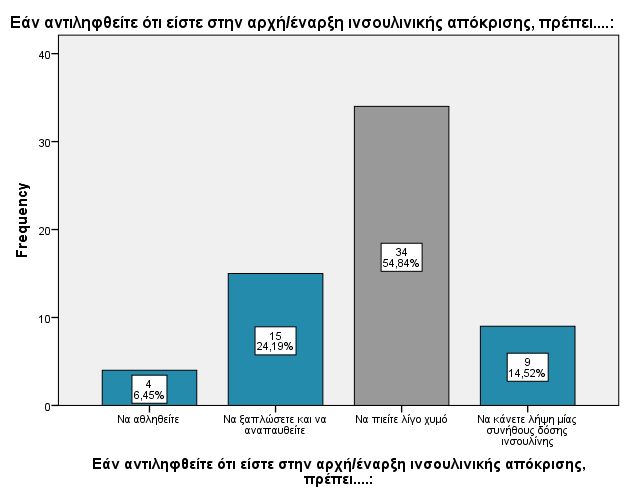 Εάν αντιληφθείτε ότι είστε στην αρχή/έναρξη ινσουλινικής απόκρισης, πρέπει....:
40
30
20
10
0
Frequency
4
6,45%
15
24,19%
34
54,84%
9
14,52%
Να αθληθείτε
Να ξαπλώσετε και να
αναπαυθείτε
Να πιείτε λίγο χυμό
Να κάνετε λήψη μίας
συνήθους δόσης
ινσουλίνης
Εάν αντιληφθείτε ότι είστε στην αρχή/έναρξη ινσουλινικής απόκρισης,
πρέπει....: